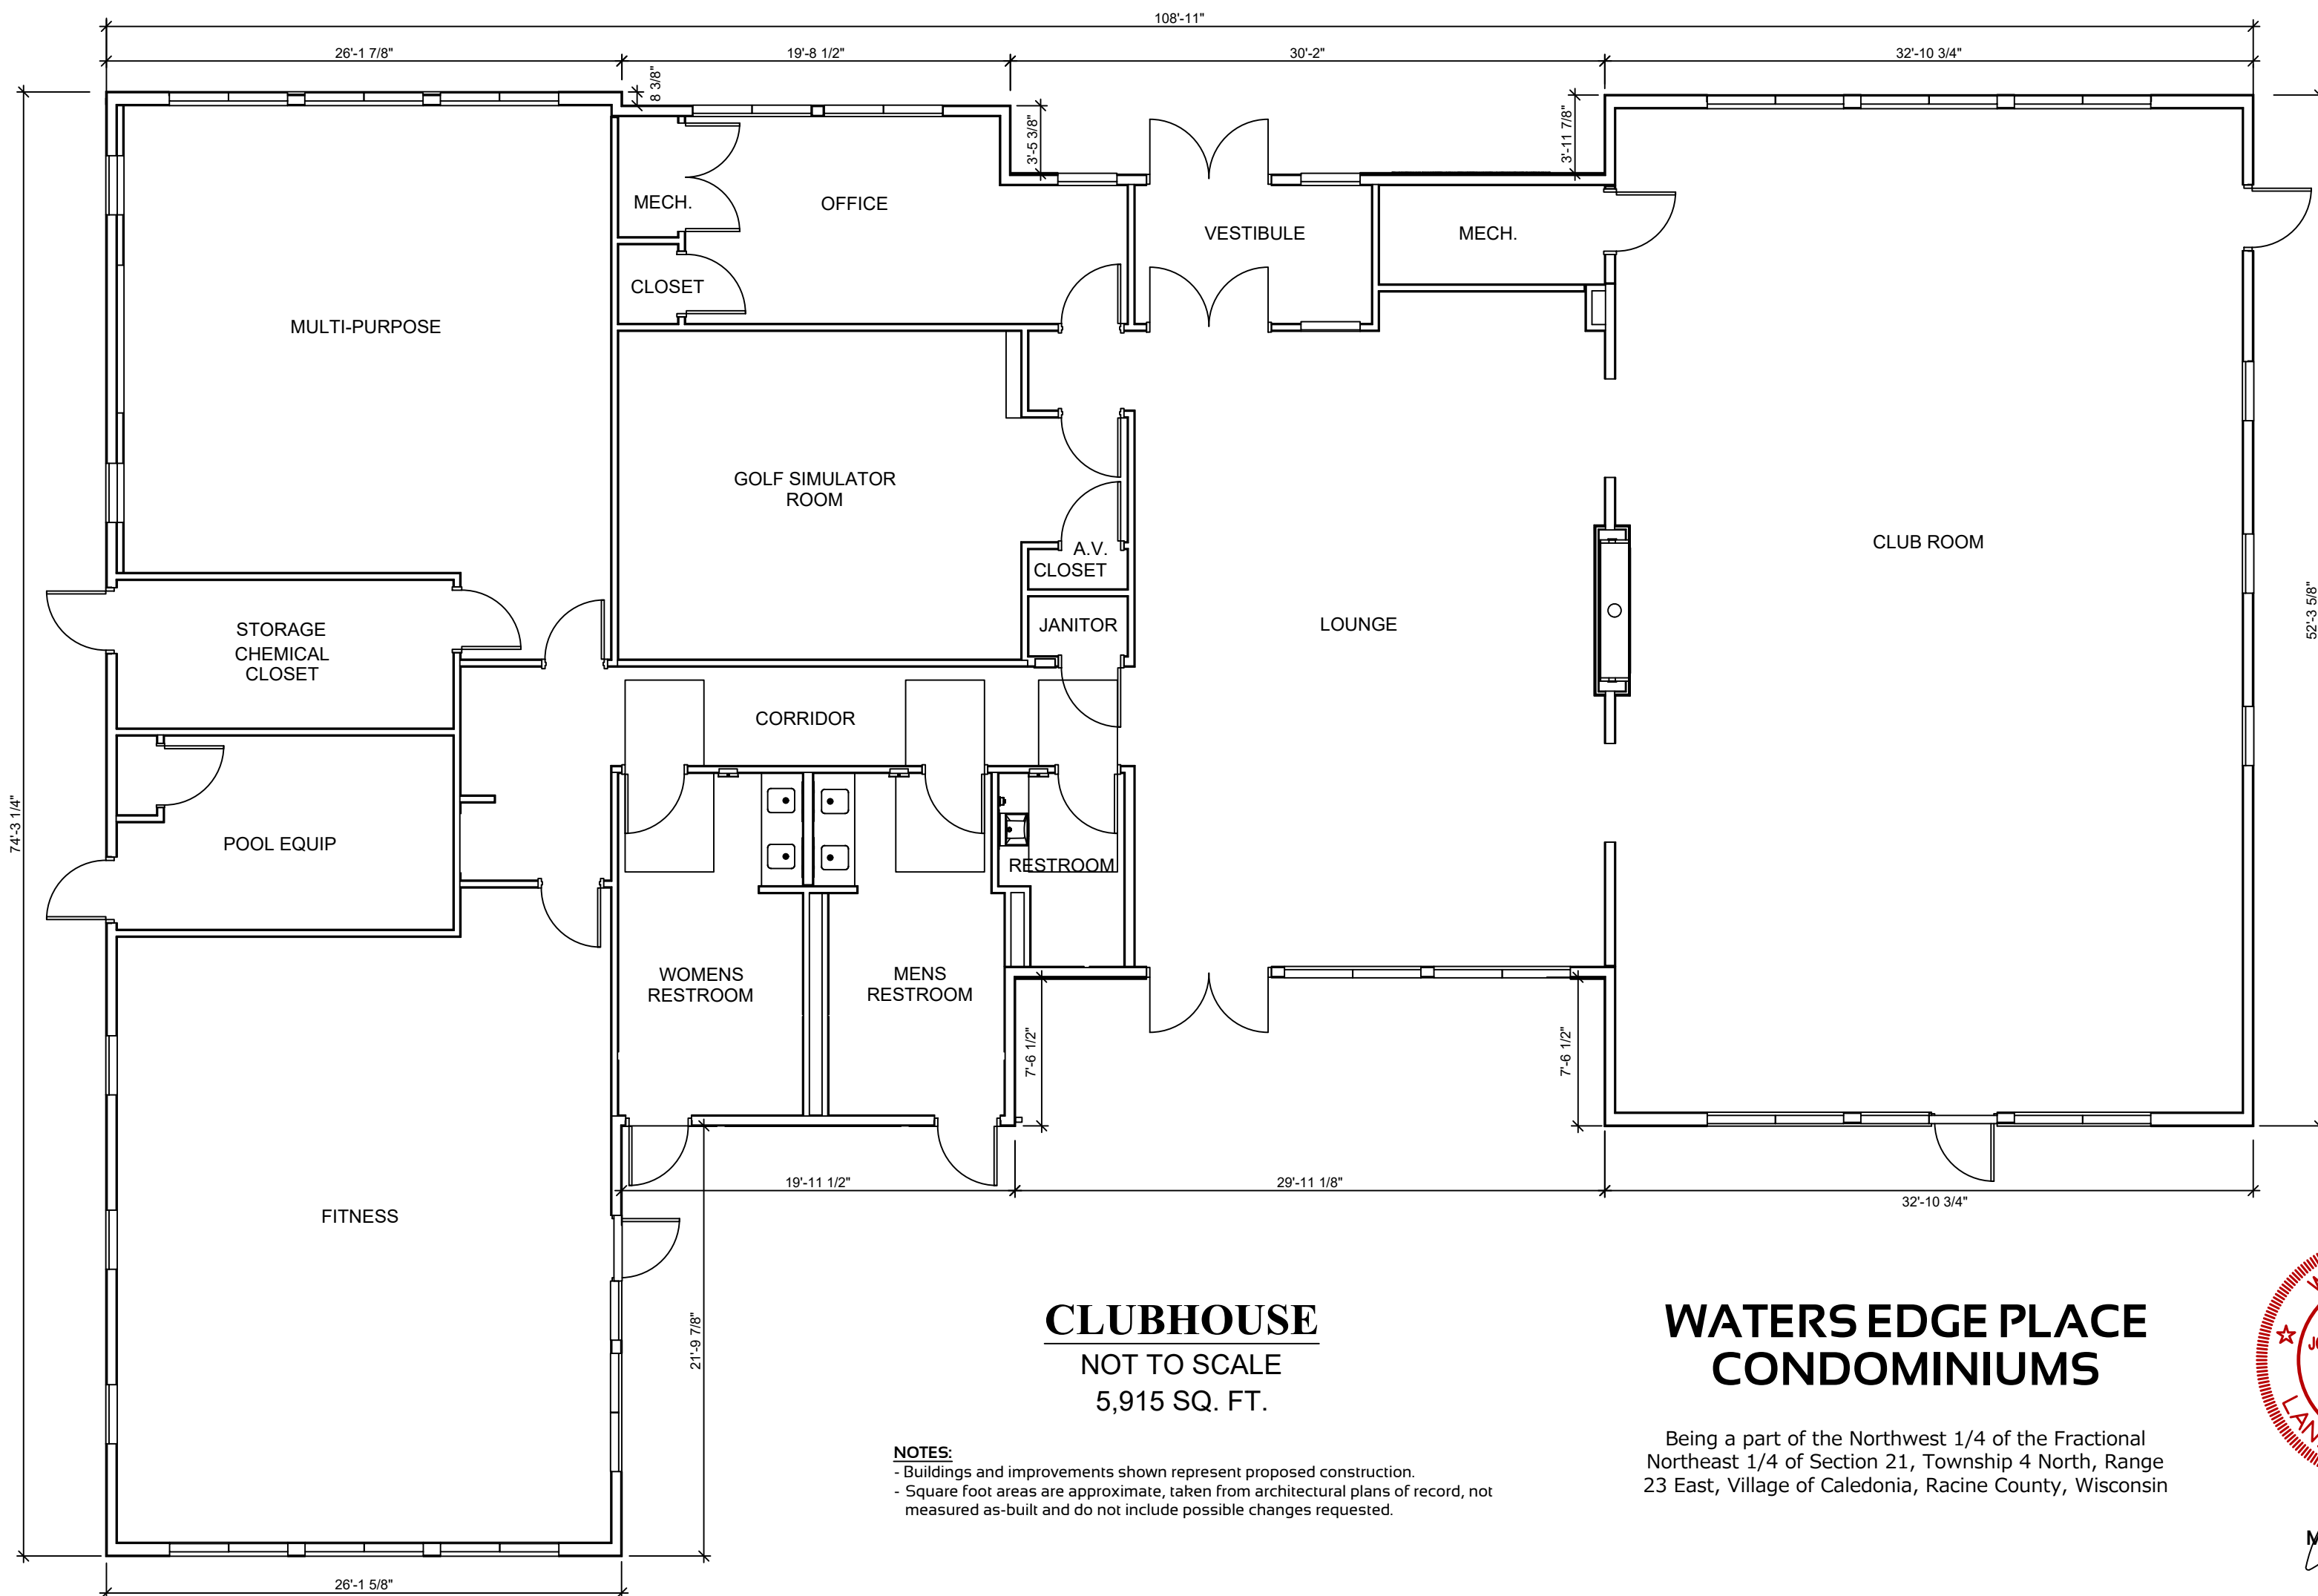 108'-11"
26'-1 7/8"
19'-8 1/2"
30'-2"
32'-10 3/4"
8 3/8"
3'-5 3/8"
3'-11 7/8"
MECH.
OFFICE
VESTIBULE
MECH.
CLOSET
MULTI-PURPOSE
GOLF SIMULATOR
ROOM
A.V.
CLOSET
CLUB ROOM
52'-3 5/8"
STORAGE
CHEMICAL
CLOSET
JANITOR
LOUNGE
CORRIDOR
74'-3 1/4"
POOL EQUIP
RESTROOM
WOMENS
RESTROOM
MENS
RESTROOM
7'-6 1/2"
7'-6 1/2"
19'-11 1/2"
29'-11 1/8"
32'-10 3/4"
FITNESS
21'-9 7/8"
26'-1 5/8"
CLUBHOUSE
NOT TO SCALE
5,915 SQ. FT.
NOTES:
- Buildings and improvements shown represent proposed construction.
- Square foot areas are approximate, taken from architectural plans of record, not
measured as-built and do not include possible changes requested.
WATERS EDGE PLACE
CONDOMINIUMS
Being a part of the Northwest 1/4 of the Fractional
Northeast 1/4 of Section 21, Township 4 North, Range
23 East, Village of Caledonia, Racine County, Wisconsin